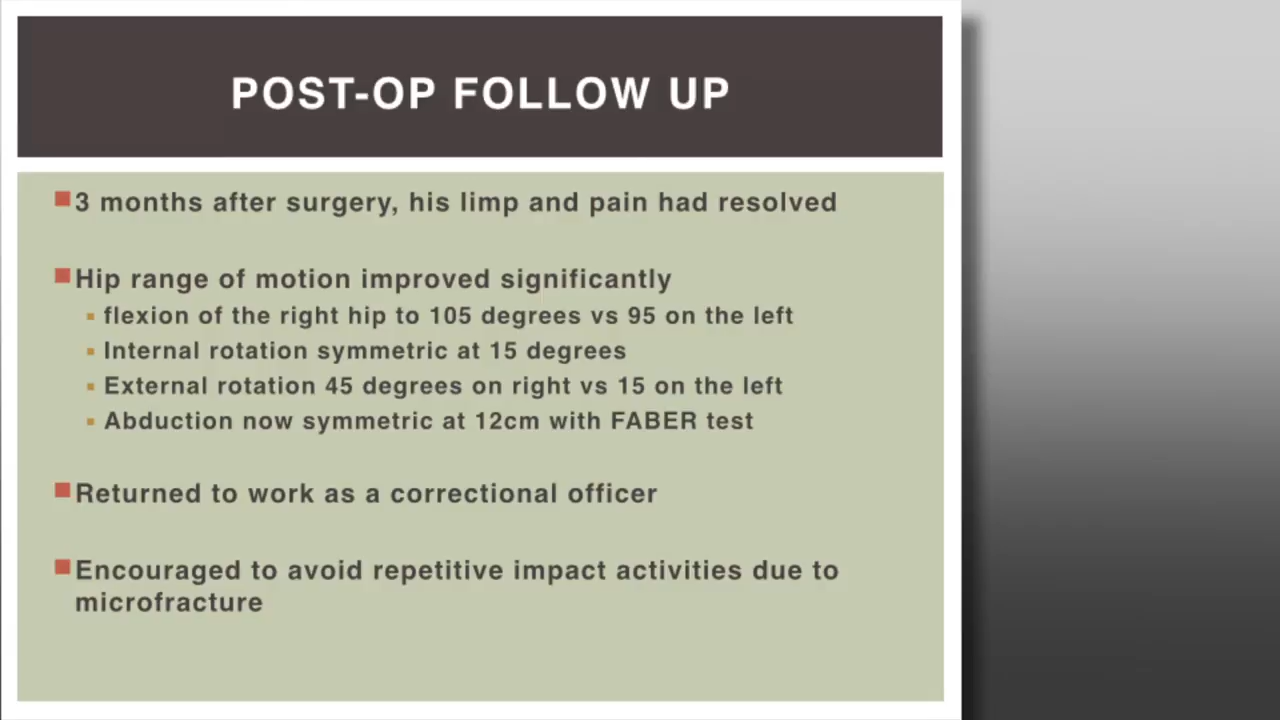 POST-OP FOLLOW UP
3 months after surgery, his limp and pain had resolved
Hip range of motion improved significantly
flexion of the right hip to 105 degrees vs 95 on the left
Internal rotation symmetric at 15 degrees
External rotation 45 degrees on right vs 15 on the left
Abduction now symmetric at 12cm with FABER test
Returned to work as a correctional officer
Encouraged to avoid repetitive impact activities due to
microfracture